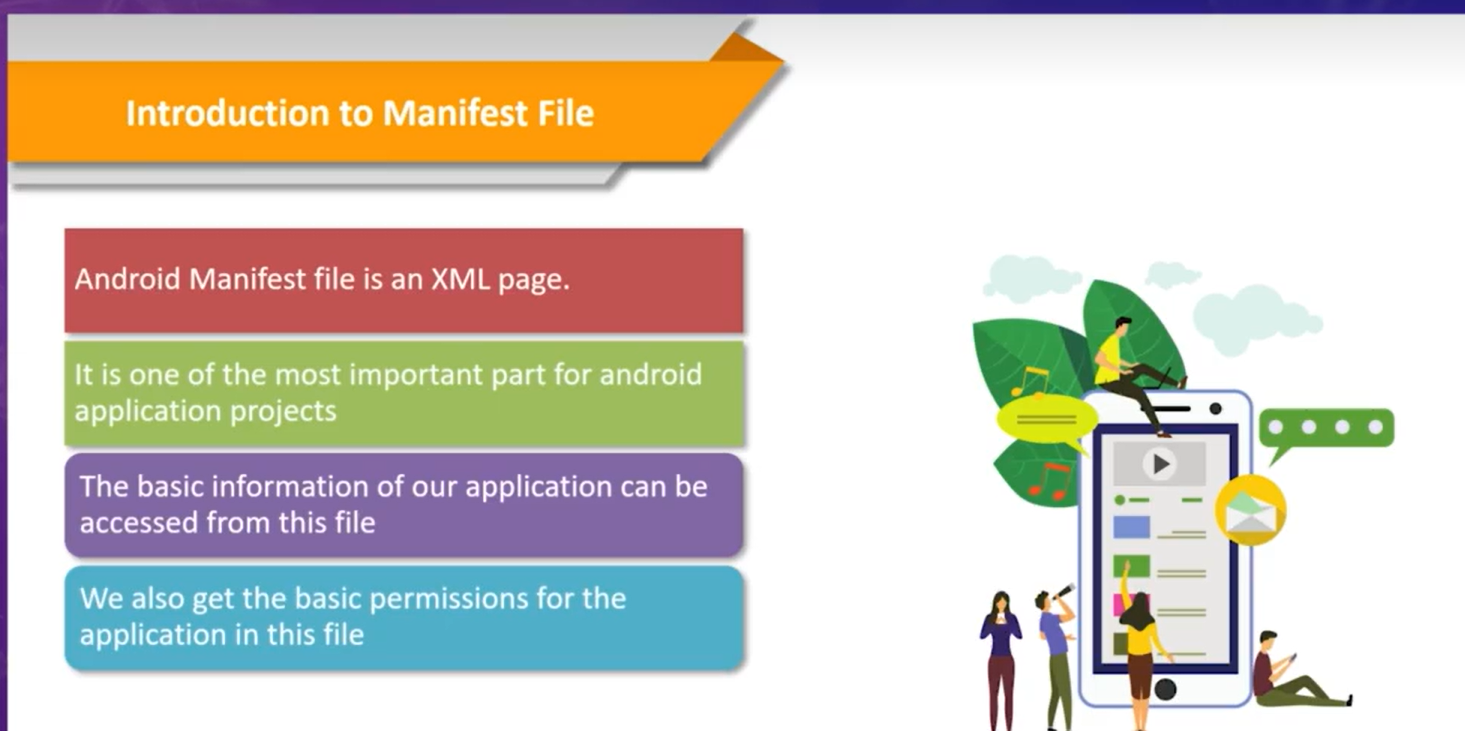 Introduction to Manifest File
Android Manifest file is an XML page.
It is one of the most important part for android
application projects
The basic information of our application can be
accessed from this file
We also get the basic permissions for the
application in this file